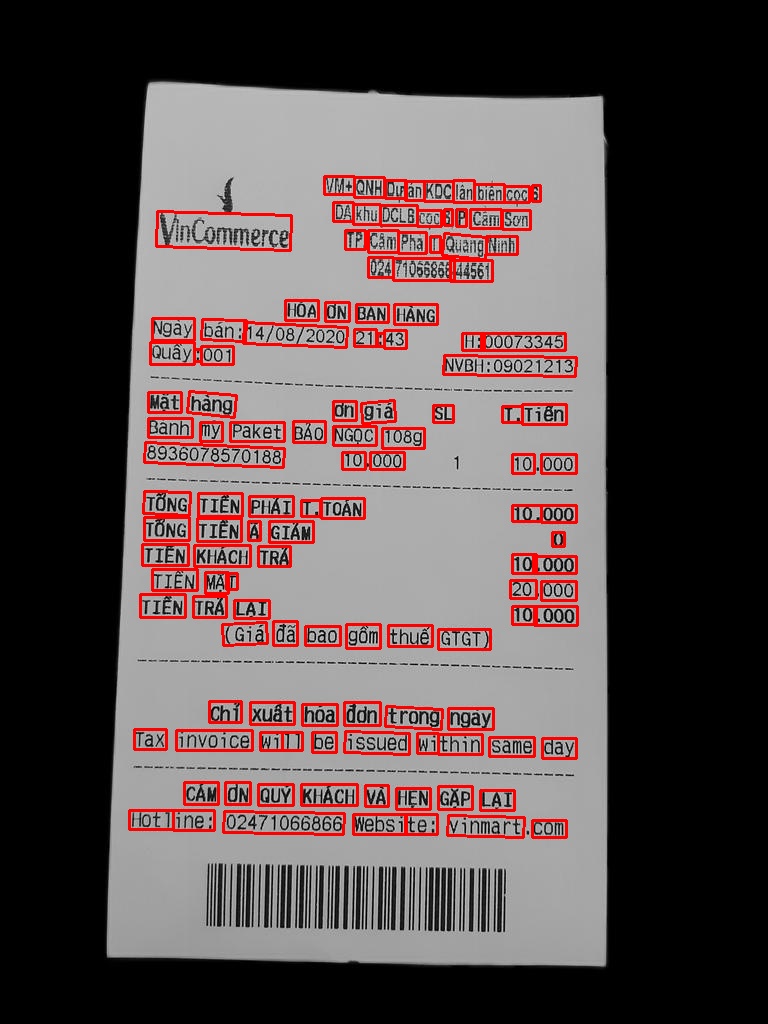 VinCommerce
VM+ QNH Dự án KDC lấn biển cọc 6
DA khu DCLB cọc 6, P. Cẩm Sơn
TP. Cẩm Phả, T. Quảng Ninh
024 71066866 44561
HÓA ĐƠN BÁN HÀNG
Ngày bán:14/08/2020 21:43 HĐ:00073345
Quầy:001 NVBH:09021213
Mặt hàng Đơn giá SL T.Tiền
Bánh mỳ Paket BẢO NGỌC 108g
8936078570188 10.000 1 10.000
TỔNG TIỀN PHẢI T.TOÁN 10.000
TỔNG TIỀN ĐÃ GIẢM 0
TIỀN KHÁCH TRẢ 10.000
TIỀN MẶT 20.000
TIỀN TRẢ LẠI 10.000
(Giá đã bao gồm thuế GTGT)
Chỉ xuất hóa đơn trong ngày
Tax invoice will be issued within same day
CẢM ƠN QUÝ KHÁCH VÀ HẸN GẶP LẠI
Hotline: 02471066866 Website: vinmart.com